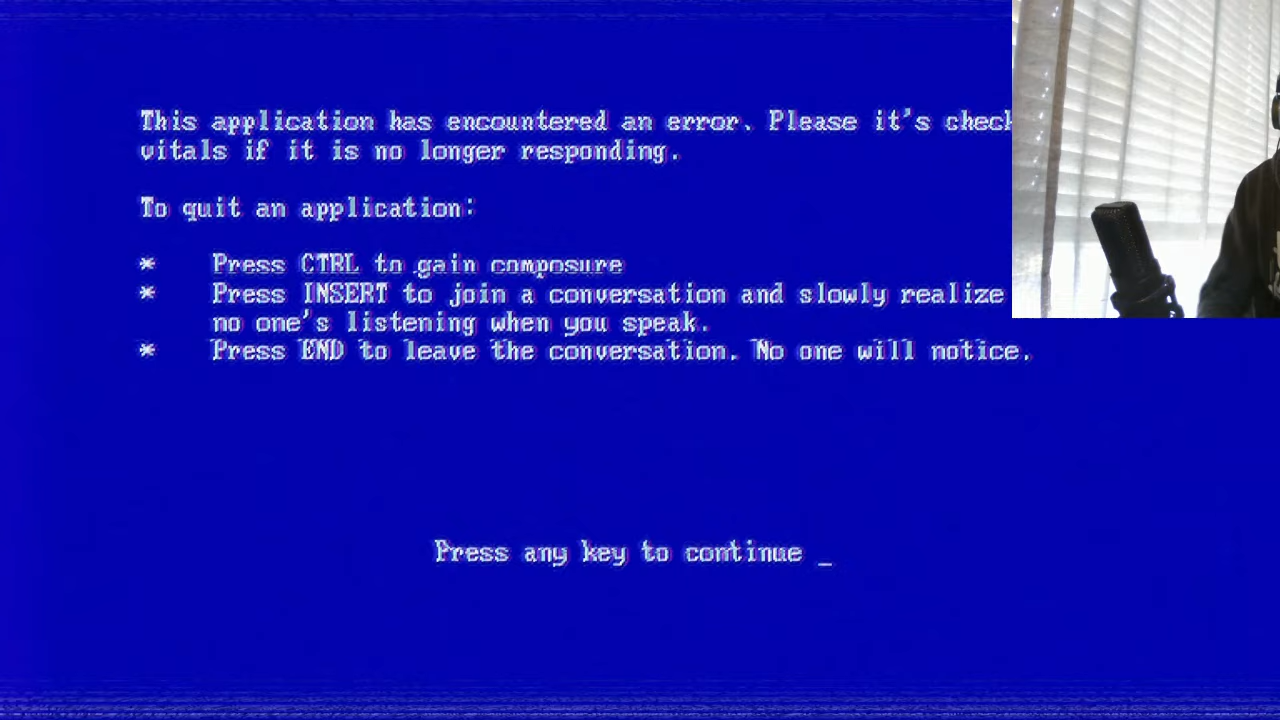 This application has encountered an error. Please it's check
vitals if it is no longer responding.
To quit an application:
* Press CTRL to gain composure
* Press INSERT to join a conversation and slowly realize
no one's listening when you speak.
* Press END to leave the conversation. No one will notice.
Press any key to continue _